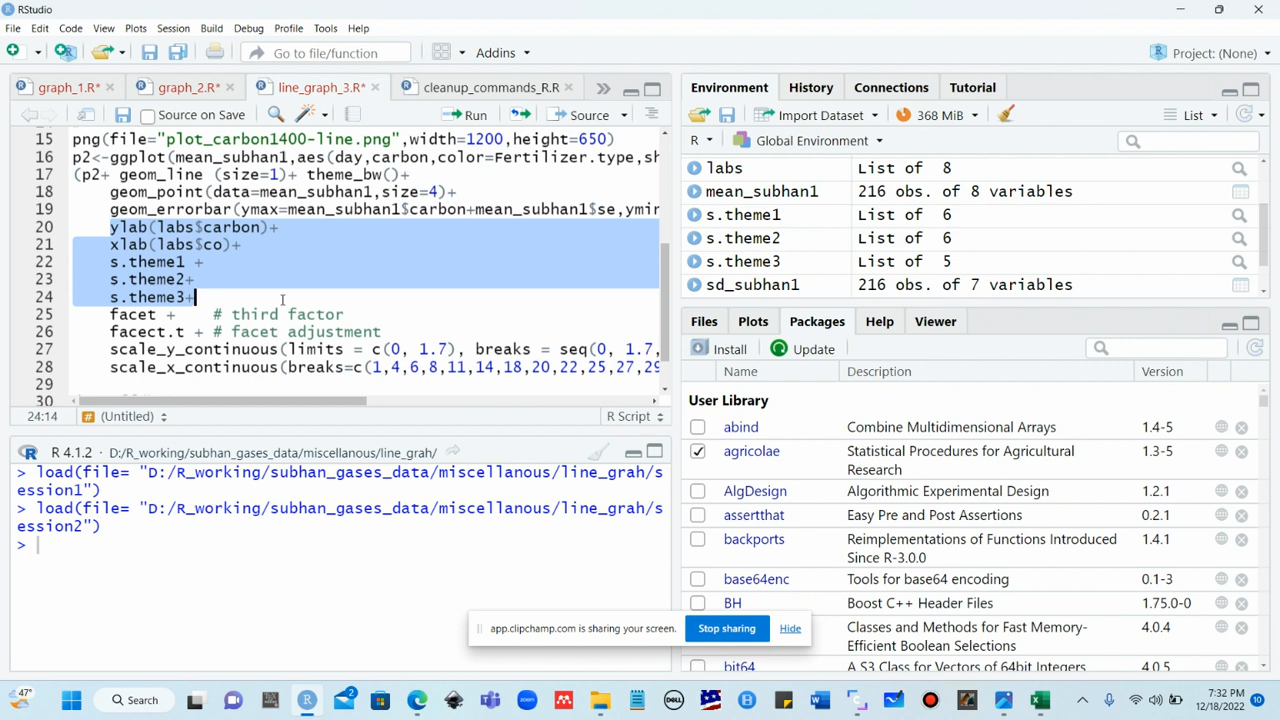 RStudio
File Edit Code View Plots Session Build Debug Profile Tools Help
Go to file/function Addins Project: (None)
graph_1.R* graph_2.R* line_graph_3.R* cleanup_commands_R.R
Source on Save Run Source
15 png(file="plot_carbon1400-line.png",width=1200,height=650)
16 p2<-ggplot(mean_subhan1,aes(day,carbon,color=Fertilizer.type,sh
17 (p2+ geom_line (size=1)+ theme_bw()+
18 geom_point(data=mean_subhan1,size=4)+
19 geom_errorbar(ymax=mean_subhan1$carbon+mean_subhan1$se,ymin
20 ylab(labs$carbon)+
21 xlab(labs$co)+
22 s.theme1 +
23 s.theme2+
24 s.theme3+
25 facet + # third factor
26 facect.t + # facet adjustment
27 scale_y_continuous(limits = c(0, 1.7), breaks = seq(0, 1.7,
28 scale_x_continuous(breaks=c(1,4,6,8,11,14,18,20,22,25,27,29
29
30
24:14 (Untitled) R Script
R 4.1.2 · D:/R_working/subhan_gases_data/miscellanous/line_grah/
> load(file= "D:/R_working/subhan_gases_data/miscellanous/line_grah/s
ession1")
> load(file= "D:/R_working/subhan_gases_data/miscellanous/line_grah/s
ession2")
>
Environment History Connections Tutorial
Import Dataset 368 MiB List
R Global Environment
labs List of 8
mean_subhan1 216 obs. of 8 variables
s.theme1 List of 6
s.theme2 List of 6
s.theme3 List of 5
sd_subhan1 216 obs. of 7 variables
Files Plots Packages Help Viewer
Install Update
Name Description Version
User Library
abind Combine Multidimensional Arrays 1.4-5
agricolae Statistical Procedures for Agricultural 1.3-5
Research
AlgDesign Algorithmic Experimental Design 1.2.1
assertthat Easy Pre and Post Assertions 0.2.1
backports Reimplementations of Functions Introduced 1.4.1
Since R-3.0.0
base64enc Tools for base64 encoding 0.1-3
BH Boost C++ Header Files 1.75.0-0
Classes and Methods for Fast Memory- 4.0.4
Efficient Boolean Selections
bit64 A S3 Class for Vectors of 64bit Integers 4.0.5
app.clipchamp.com is sharing your screen. Stop sharing Hide
47° Search 2 DELL 7:32 PM
12/18/2022 10